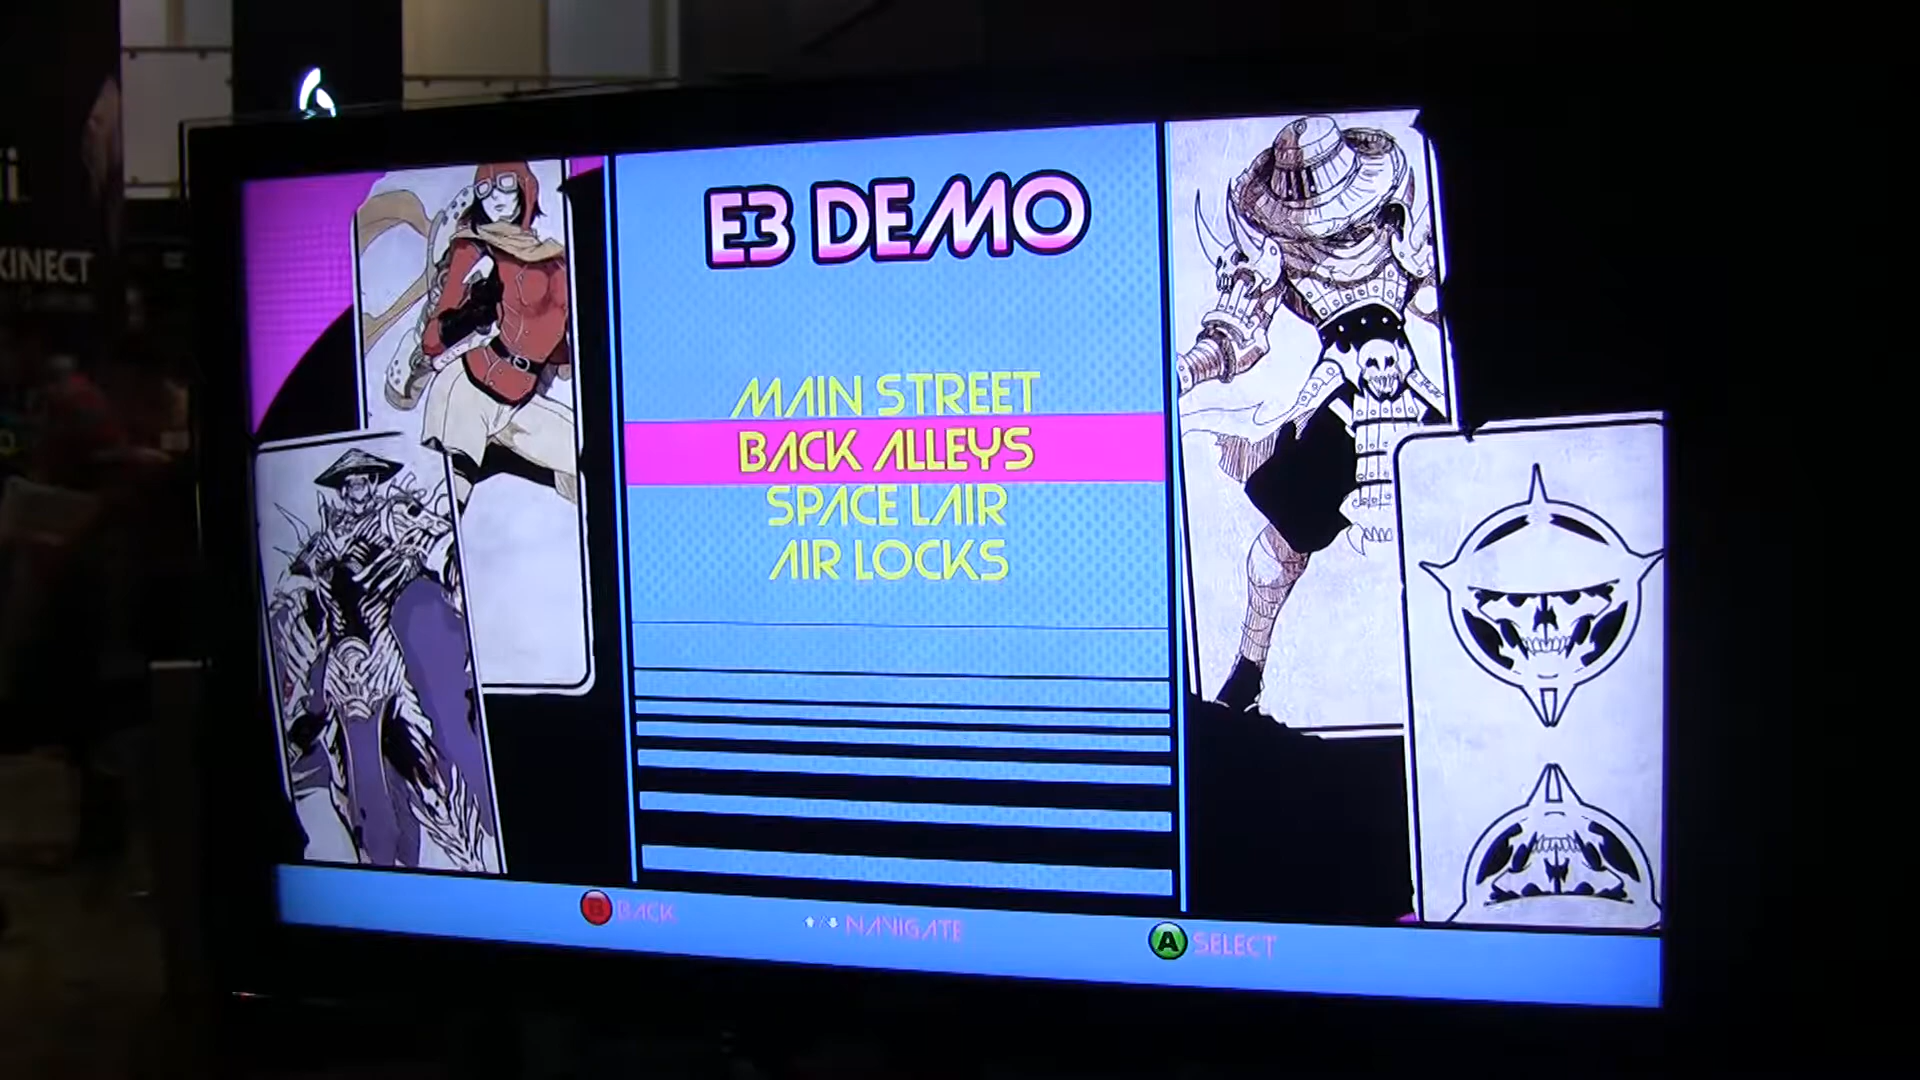 KINECT
E3 DEMO
MAIN STREET
BACK ALLEYS
SPACE LAIR
AIR LOCKS
B BACK
NAVIGATE
A SELECT